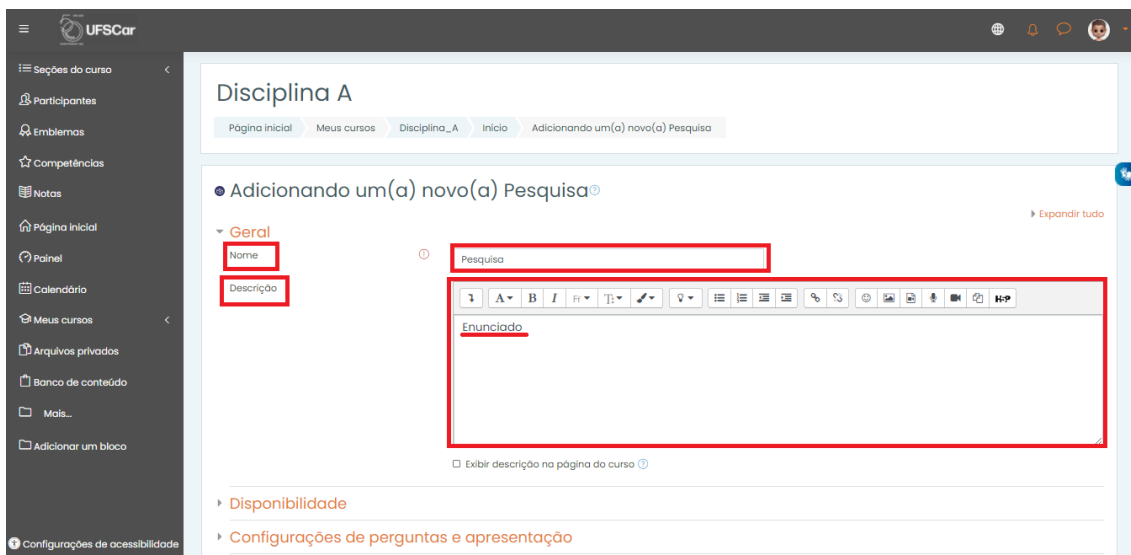 UFSCar
Seções do curso
Participantes
Emblemas
Competências
Notas
Página inicial
Painel
Calendário
Meus cursos
Arquivos privados
Banco de conteúdo
Mais...
Adicionar um bloco
Configurações de acessibilidade
Disciplina A
Página inicial Meus cursos Disciplina_A Início Adicionando um(a) novo(a) Pesquisa
Adicionando um(a) novo(a) Pesquisa
Expandir tudo
Geral
Nome Pesquisa
Descrição
A B I H-P
Enunciado
Exibir descrição na página do curso
Disponibilidade
Configurações de perguntas e apresentação